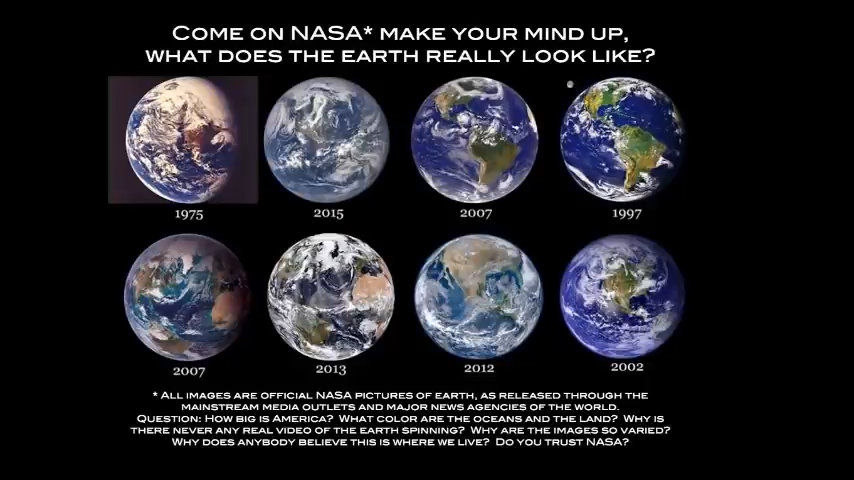 Come on NASA* make your mind up,
what does the earth really look like?
1975 2015 2007 1997
2007 2013 2012 2002
* All images are official NASA pictures of earth, as released through the
mainstream media outlets and major news agencies of the world.
Question: How big is America? What color are the oceans and the land? Why is
there never any real video of the earth spinning? Why are the images so varied?
Why does anybody believe this is where we live? Do you trust NASA?